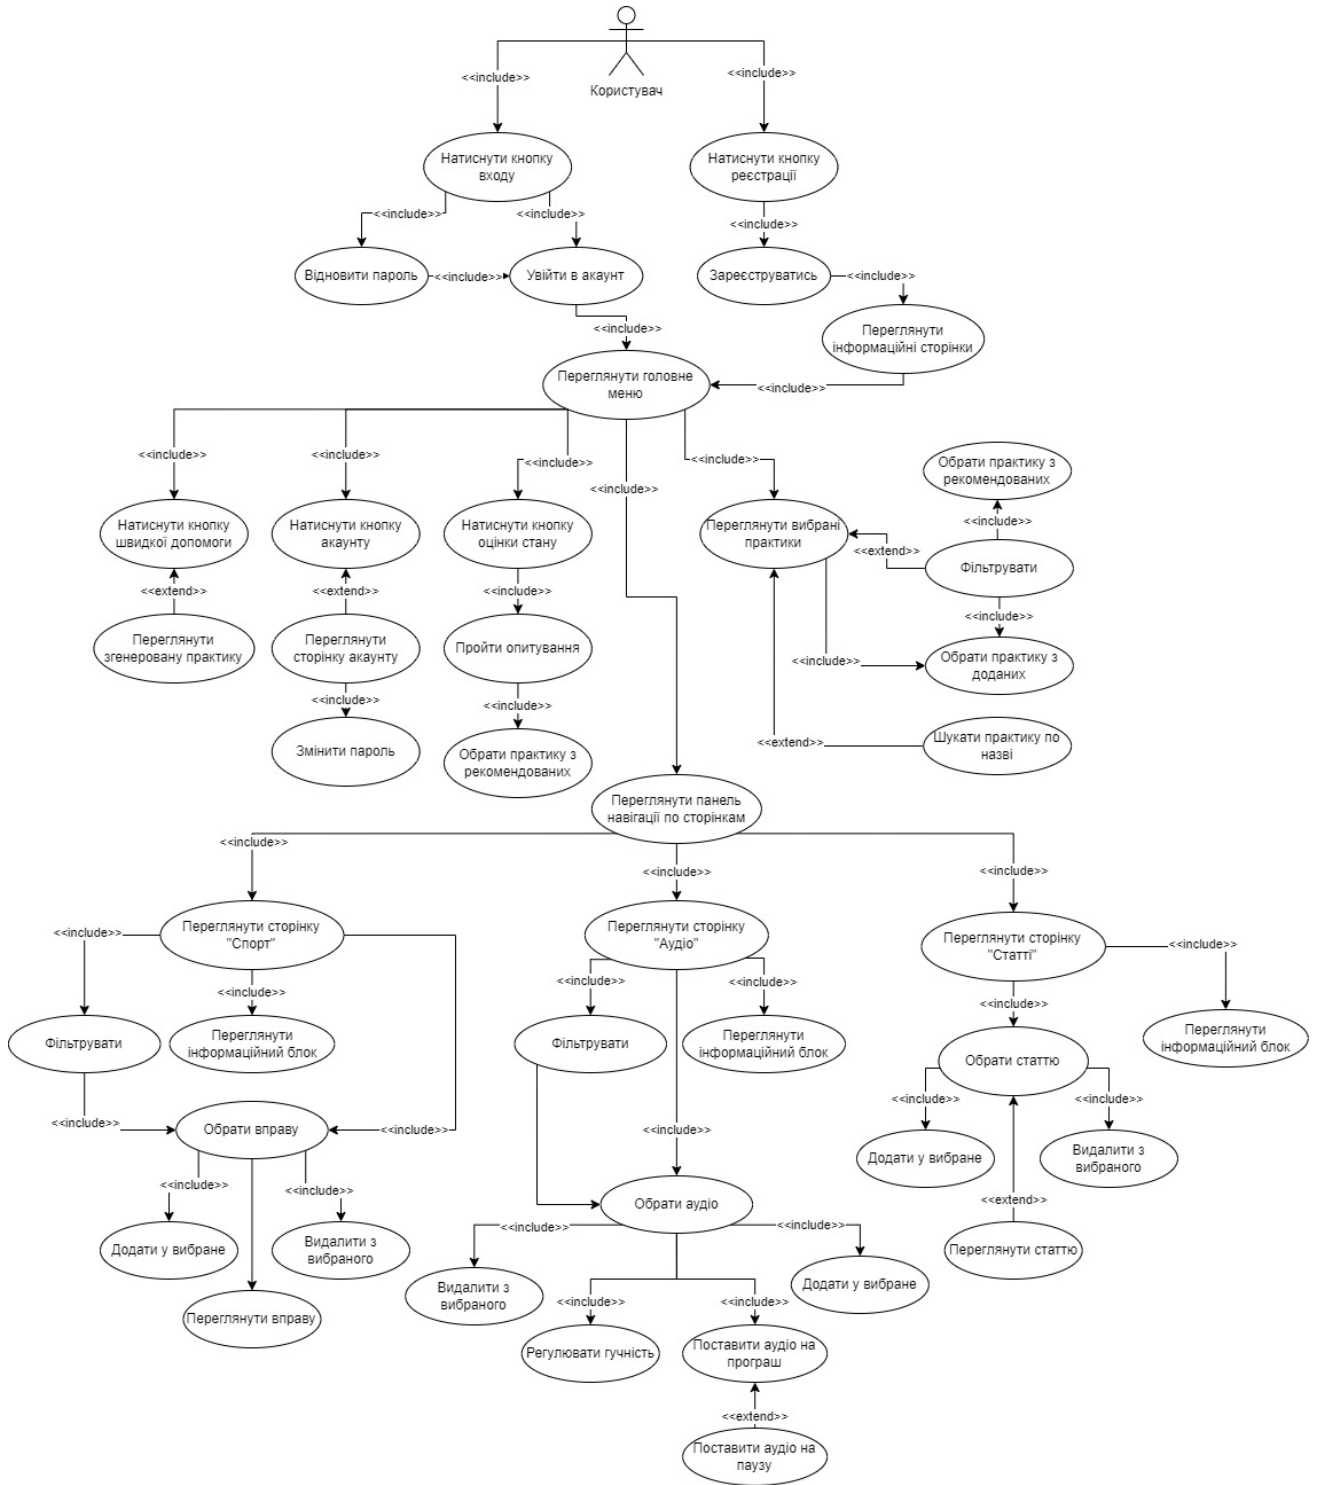 <<include>>
<<include>>
Користувач
Натиснути кнопку
входу
Натиснути кнопку
реєстрації
<<include>>
<<include>>
<<include>>
Відновити пароль
<<include>>
Увійти в акаунт
Зареєструватись
<<include>>
<<include>>
Переглянути
інформаційні сторінки
Переглянути головне
меню
<<include>>
<<include>>
<<include>>
<<include>>
<<include>>
<<include>>
Обрати практику з
рекомендованих
<<include>>
Натиснути кнопку
швидкої допомоги
Натиснути кнопку
акаунту
Натиснути кнопку
оцінки стану
Переглянути вибрані
практики
<<extend>>
Фільтрувати
<<extend>>
<<extend>>
<<include>>
<<include>>
Переглянути
згенеровану практику
Переглянути
сторінку акаунту
Пройти опитування
<<include>>
Обрати практику з
доданих
<<include>>
<<include>>
Змінити пароль
Обрати практику з
рекомендованих
<<extend>>
Шукати практику по
назві
Переглянути панель
навігації по сторінкам
<<include>>
<<include>>
<<include>>
<<include>>
Переглянути сторінку
"Спорт"
Переглянути сторінку
"Аудіо"
Переглянути сторінку
"Статті"
<<include>>
<<include>>
<<include>>
<<include>>
<<include>>
Фільтрувати
Переглянути
інформаційний блок
Фільтрувати
Переглянути
інформаційний блок
Переглянути
інформаційний блок
Обрати статтю
<<include>>
<<include>>
<<include>>
Обрати вправу
<<include>>
<<include>>
Додати у вибране
Видалити з
вибраного
<<include>>
<<include>>
<<extend>>
Обрати аудіо
Додати у вибране
Видалити з
вибраного
<<include>>
<<include>>
Переглянути статтю
Видалити з
вибраного
Додати у вибране
<<include>>
<<include>>
Переглянути вправу
Регулювати гучність
Поставити аудіо на
програш
<<extend>>
Поставити аудіо на
паузу